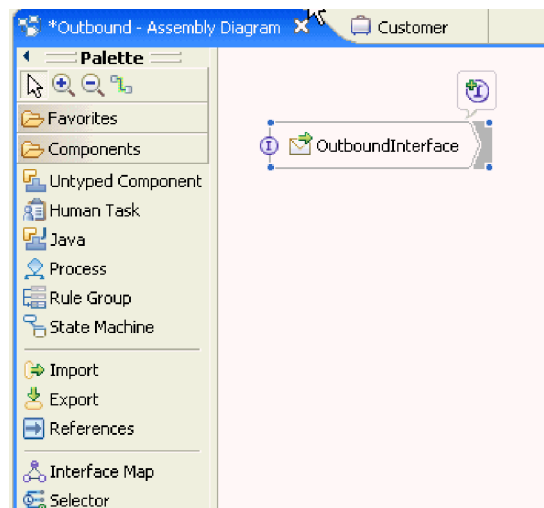 *Outbound - Assembly Diagram
Customer
Palette
Favorites
Components
Untyped Component
Human Task
Java
Process
Rule Group
State Machine
Import
Export
References
Interface Map
Selector
I
I OutboundInterface